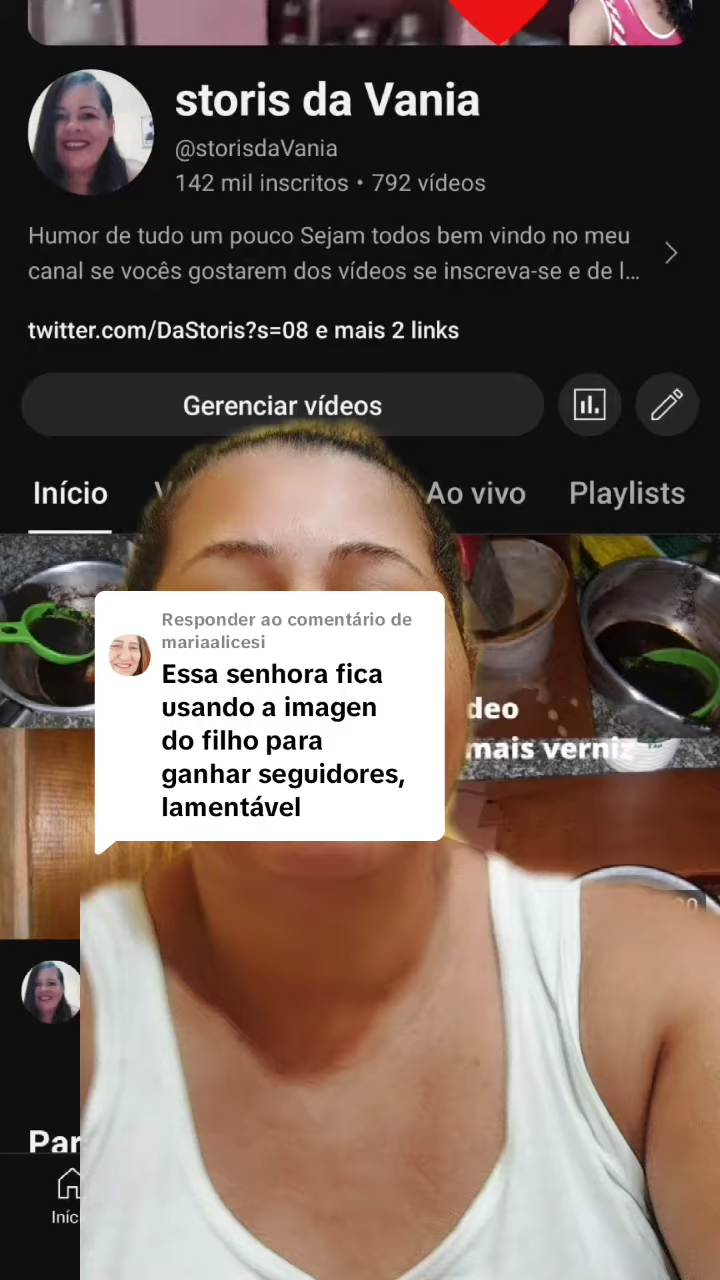 storis da Vania
@storisdaVania
142 mil inscritos • 792 vídeos
Humor de tudo um pouco Sejam todos bem vindo no meu
canal se vocês gostarem dos vídeos se inscreva-se e de l...
twitter.com/DaStoris?s=08 e mais 2 links
Gerenciar vídeos
Início
Ao vivo
Playlists
Responder ao comentário de
mariaalicesi
Essa senhora fica
usando a imagen
do filho para
ganhar seguidores,
lamentável
deo
mais verniz
Par
Iníc